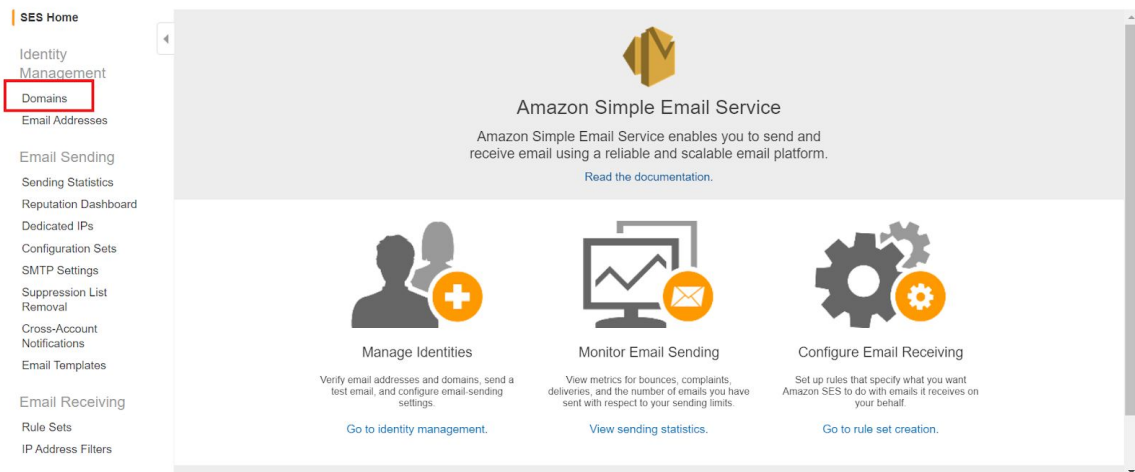 SES Home
Identity
Management
Domains
Email Addresses
Email Sending
Sending Statistics
Reputation Dashboard
Dedicated IPs
Configuration Sets
SMTP Settings
Suppression List
Removal
Cross-Account
Notifications
Email Templates
Email Receiving
Rule Sets
IP Address Filters
Amazon Simple Email Service
Amazon Simple Email Service enables you to send and
receive email using a reliable and scalable email platform.
Read the documentation.
Manage Identities
Verify email addresses and domains, send a
test email, and configure email-sending
settings.
Go to identity management.
Monitor Email Sending
View metrics for bounces, complaints,
deliveries, and the number of emails you have
sent with respect to your sending limits.
View sending statistics.
Configure Email Receiving
Set up rules that specify what you want
Amazon SES to do with emails it receives on
your behalf.
Go to rule set creation.